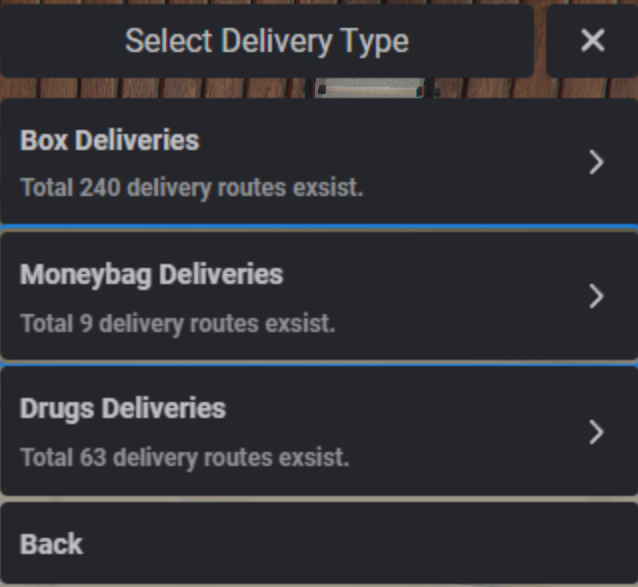 Select Delivery Type
Box Deliveries
Total 240 delivery routes exsist.
Moneybag Deliveries
Total 9 delivery routes exsist.
Drugs Deliveries
Total 63 delivery routes exsist.
Back